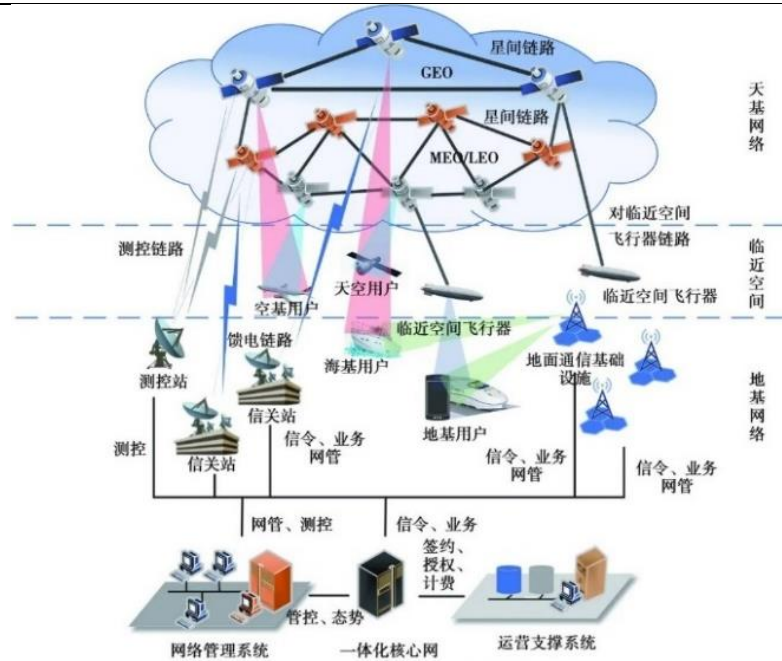 星间链路
GEO
星间链路
MEO/LEO
天基网络
对临近空间
飞行器链路
测控链路
临近空间
天空用户
空基用户
临近空间飞行器
馈电链路
临近空间飞行器
测控站
海基用户
地面通信基础
设施
地基网络
信关站
地基用户
信关站
测控
信令、业务
网管
信令、业务
网管
信令、业务
网管
网管、测控
信令、业务
签约、
授权、
计费
管控、态势
网络管理系统
一体化核心网
运营支撑系统